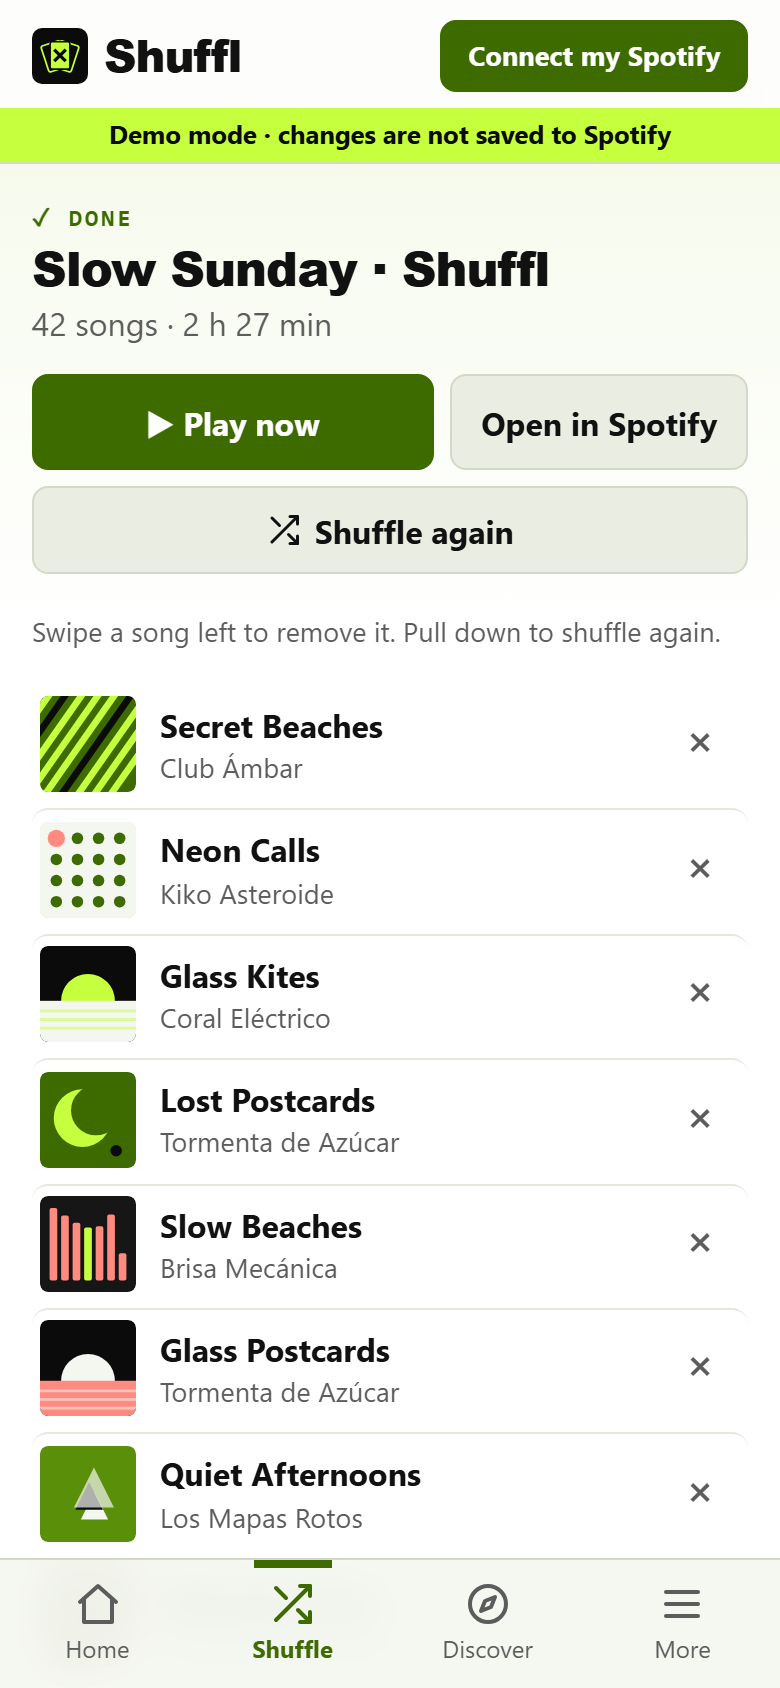 Shuffl
Connect my Spotify
Demo mode · changes are not saved to Spotify
✓ DONE
Slow Sunday · Shuffl
42 songs · 2 h 27 min
▶ Play now
Open in Spotify
Shuffle again
Swipe a song left to remove it. Pull down to shuffle again.
Secret Beaches
Club Ámbar
Neon Calls
Kiko Asteroide
Glass Kites
Coral Eléctrico
Lost Postcards
Tormenta de Azúcar
Slow Beaches
Brisa Mecánica
Glass Postcards
Tormenta de Azúcar
Quiet Afternoons
Los Mapas Rotos
Home
Shuffle
Discover
More